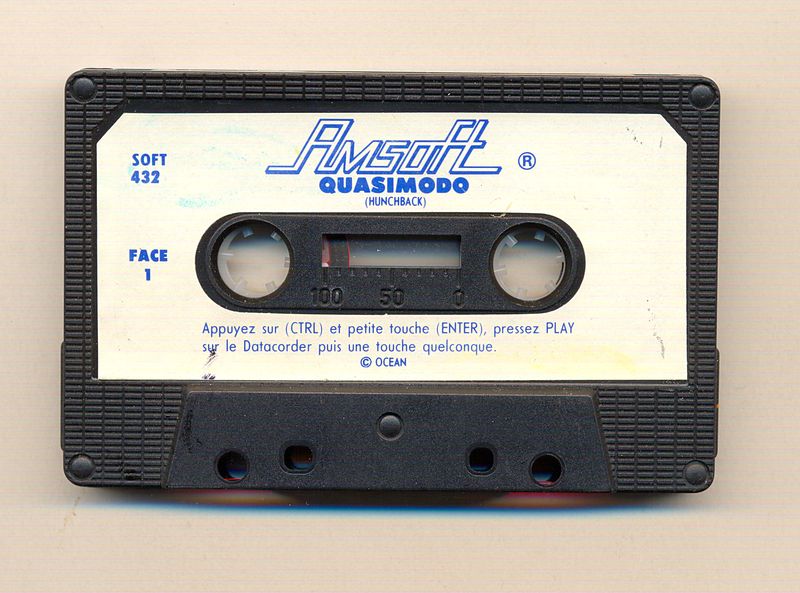 Amsoft ®
SOFT
432
QUASIMODO
(HUNCHBACK)
FACE
1
100 50 0
Appuyez sur (CTRL) et petite touche (ENTER), pressez PLAY
sur le Datacorder puis une touche quelconque.
© OCEAN